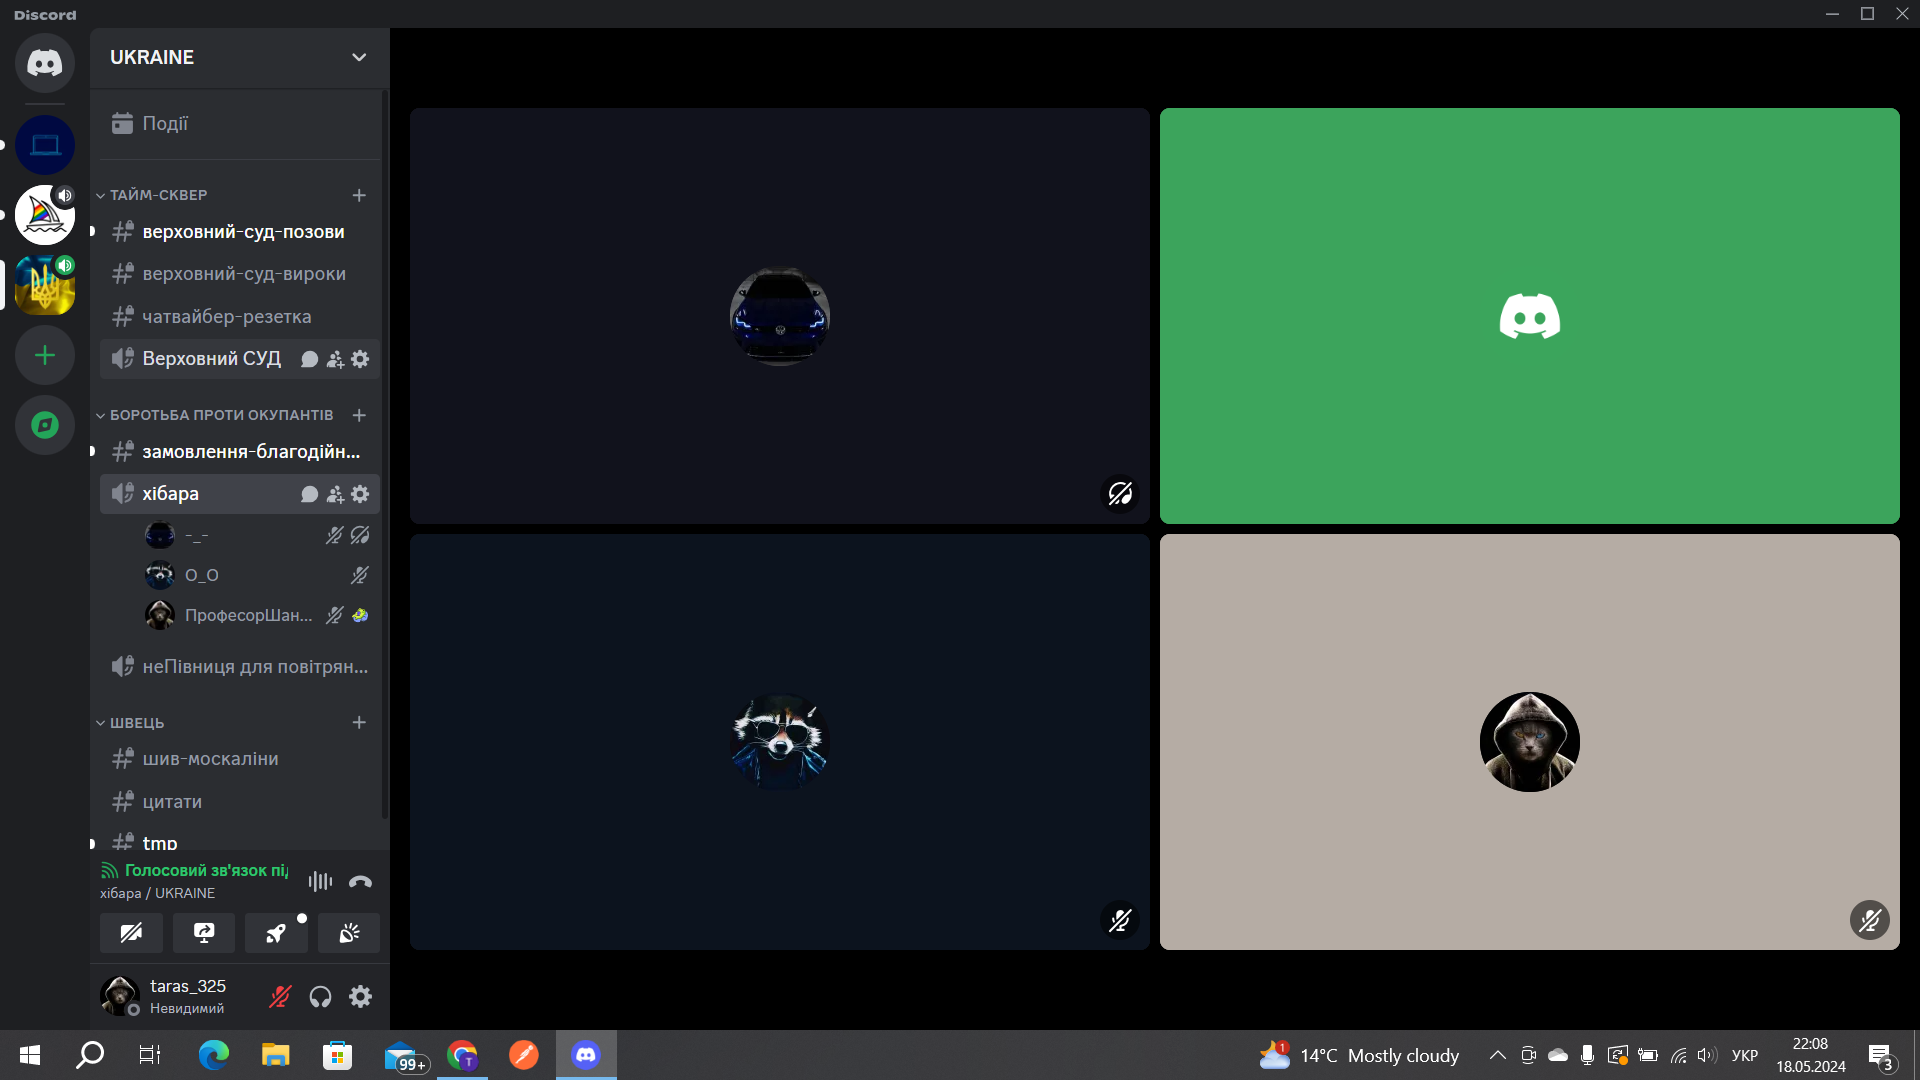 Discord
UKRAINE
Події
ТАЙМ-СКВЕР
верховний-суд-позови
верховний-суд-вироки
чатвайбер-резетка
Верховний СУД
БОРОТЬБА ПРОТИ ОКУПАНТІВ
замовлення-благодійн...
хібара
-_-
O_O
ПрофесорШан...
неПівниця для повітрян...
ШВЕЦЬ
шив-москаліни
цитати
tmp
Голосовий зв'язок під
хібара / UKRAINE
taras_325
Невидимий
99+
T
1
14°C Mostly cloudy
УКР
22:08
18.05.2024
3